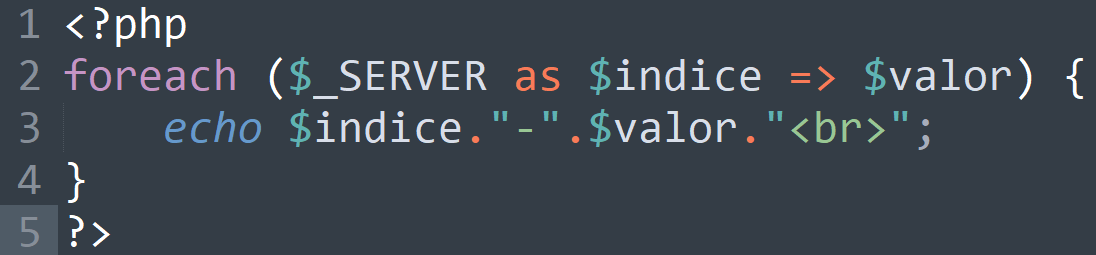 1 <?php
2 foreach ($_SERVER as $indice => $valor) {
3     echo $indice."-".$valor."<br>";
4 }
5 ?>